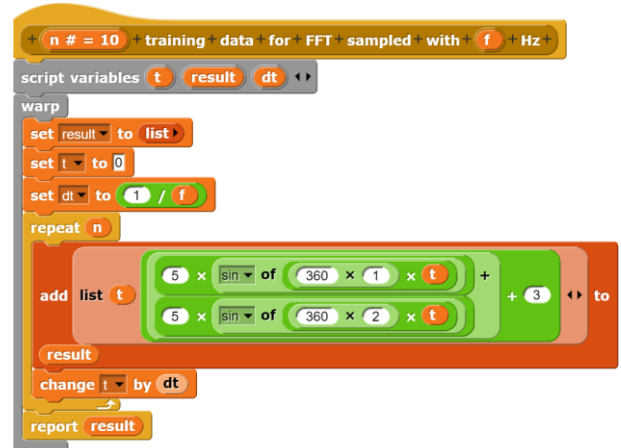 + n # = 10 + training + data + for + FFT + sampled + with + f + Hz +
script variables t result dt
warp
set result to list
set t to 0
set dt to 1 / f
repeat n
5 × sin of 360 × 1 × t +
add list t + 3 to
5 × sin of 360 × 2 × t
result
change t by dt
report result